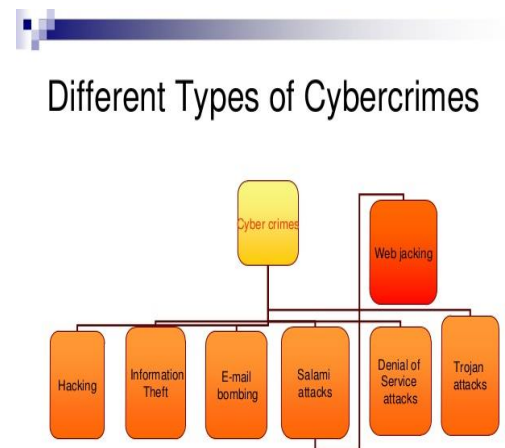 Different Types of Cybercrimes
Cyber crimes
Web jacking
Hacking
Information
Theft
E-mail
bombing
Salami
attacks
Denial of
Service
attacks
Trojan
attacks